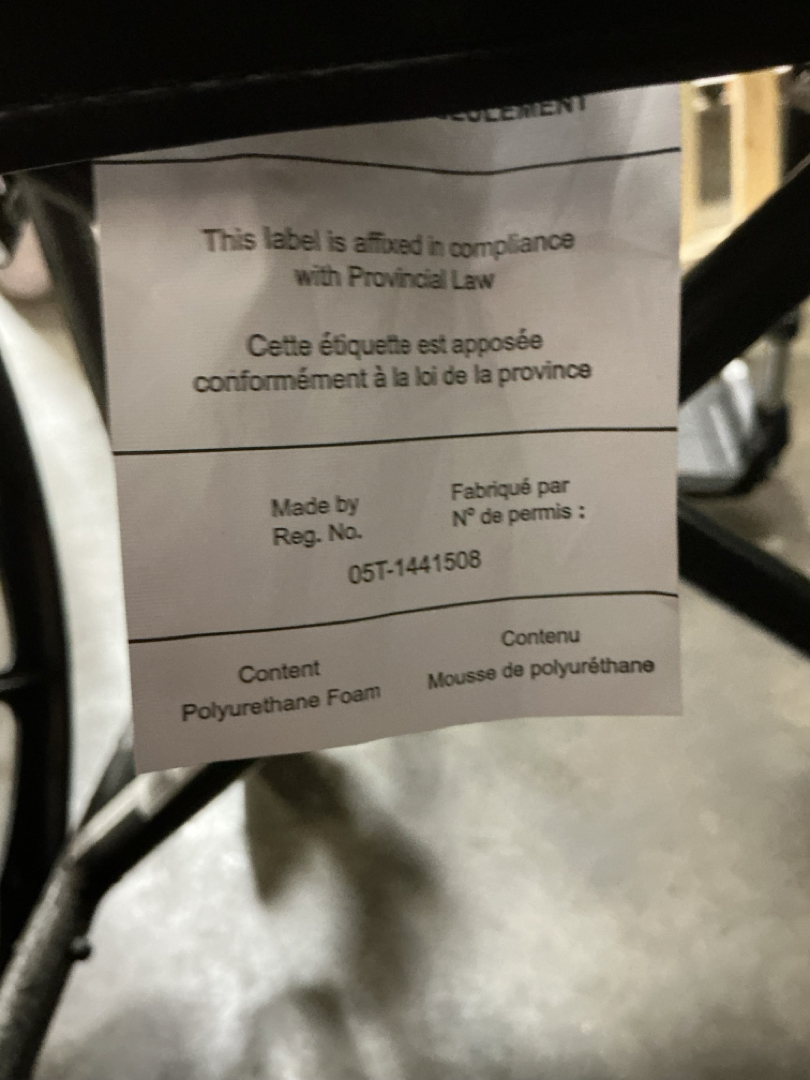 This label is affixed in compliance
with Provincial Law
Cette étiquette est apposée
conformément à la loi de la province
Made by
Reg. No.
Fabriqué par
N° de permis :
05T-1441508
Content
Polyurethane Foam
Contenu
Mousse de polyuréthane